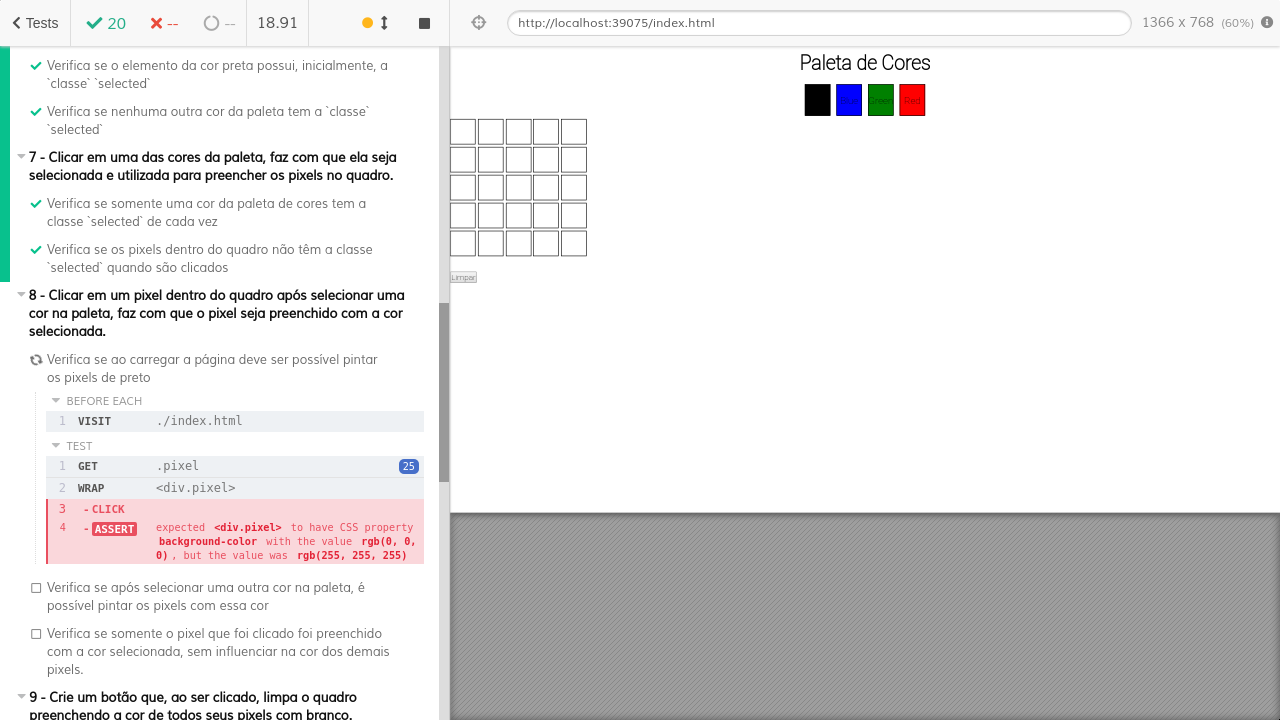 Tests 20 -- -- 18.91 http://localhost:39075/index.html 1366 x 768 (60%)
Verifica se o elemento da cor preta possui, inicialmente, a
`classe` `selected`
Verifica se nenhuma outra cor da paleta tem a `classe`
`selected`
7 - Clicar em uma das cores da paleta, faz com que ela seja
selecionada e utilizada para preencher os pixels no quadro.
Verifica se somente uma cor da paleta de cores tem a
classe `selected` de cada vez
Verifica se os pixels dentro do quadro não têm a classe
`selected` quando são clicados
8 - Clicar em um pixel dentro do quadro após selecionar uma
cor na paleta, faz com que o pixel seja preenchido com a cor
selecionada.
Verifica se ao carregar a página deve ser possível pintar
os pixels de preto
BEFORE EACH
1 VISIT ./index.html
TEST
1 GET .pixel 25
2 WRAP <div.pixel>
3 -CLICK
4 -ASSERT expected <div.pixel> to have CSS property
background-color with the value rgb(0, 0,
0), but the value was rgb(255, 255, 255)
Verifica se após selecionar uma outra cor na paleta, é
possível pintar os pixels com essa cor
Verifica se somente o pixel que foi clicado foi preenchido
com a cor selecionada, sem influenciar na cor dos demais
pixels.
9 - Crie um botão que, ao ser clicado, limpa o quadro
preenchendo a cor de todos seus pixels com branco.
Paleta de Cores
Green Red
Limpar